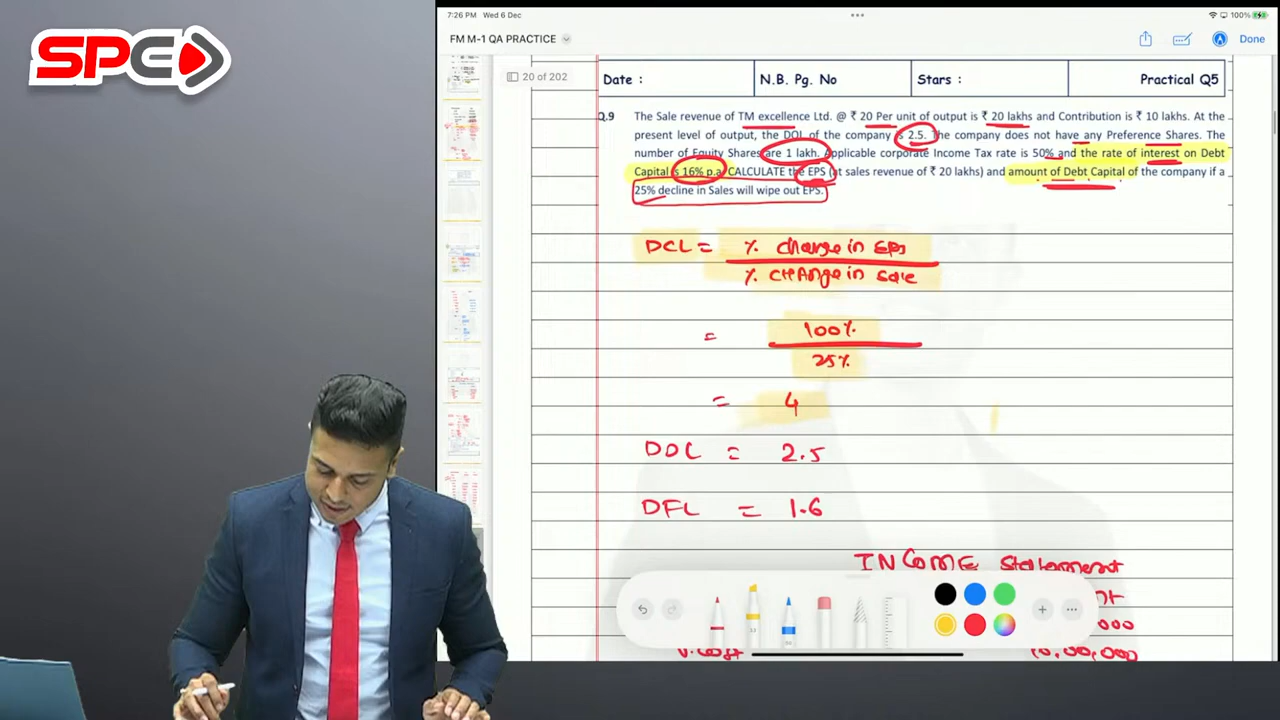 SPED
7:26 PM Wed 6 Dec
100%
FM M-1 QA PRACTICE
Done
20 of 202
Date :
N.B. Pg. No
Stars :
Practical Q5
Q.9 The Sale revenue of TM excellence Ltd. @ ₹ 20 Per unit of output is ₹ 20 lakhs and Contribution is ₹ 10 lakhs. At the
present level of output, the DOL of the company is 2.5. The company does not have any Preference Shares. The
number of Equity Shares are 1 lakh. Applicable corporate Income Tax rate is 50% and the rate of interest on Debt
Capital is 16% p.a. CALCULATE the EPS (at sales revenue of ₹ 20 lakhs) and amount of Debt Capital of the company if a
25% decline in Sales will wipe out EPS.
DCL = % change in EPS
% change in sale
= 100%
25%
= 4
DOL = 2.5
DFL = 1.6
INCOME Statement
000
V.Cost 10,00,000